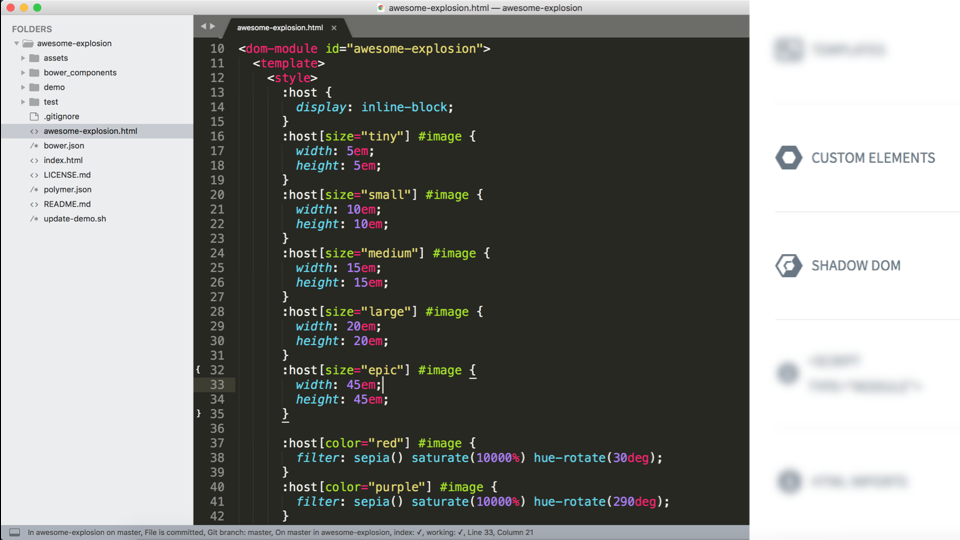 awesome-explosion.html — awesome-explosion
FOLDERS
awesome-explosion
assets
bower_components
demo
test
.gitignore
awesome-explosion.html
bower.json
index.html
LICENSE.md
polymer.json
README.md
update-demo.sh
awesome-explosion.html ×
10 <dom-module id="awesome-explosion">
11 <template>
12 <style>
13 :host {
14 display: inline-block;
15 }
16 :host[size="tiny"] #image {
17 width: 5em;
18 height: 5em;
19 }
20 :host[size="small"] #image {
21 width: 10em;
22 height: 10em;
23 }
24 :host[size="medium"] #image {
25 width: 15em;
26 height: 15em;
27 }
28 :host[size="large"] #image {
29 width: 20em;
30 height: 20em;
31 }
32 :host[size="epic"] #image {
33 width: 45em;
34 height: 45em;
35 }
36
37 :host[color="red"] #image {
38 filter: sepia() saturate(10000%) hue-rotate(30deg);
39 }
40 :host[color="purple"] #image {
41 filter: sepia() saturate(10000%) hue-rotate(290deg);
42 }
In awesome-explosion on master, File is committed, Git branch: master, On master in awesome-explosion, index: ✓, working: ✓, Line 33, Column 21
TEMPLATES
CUSTOM ELEMENTS
SHADOW DOM
<SCRIPT
TYPE="MODULE">
HTML IMPORTS